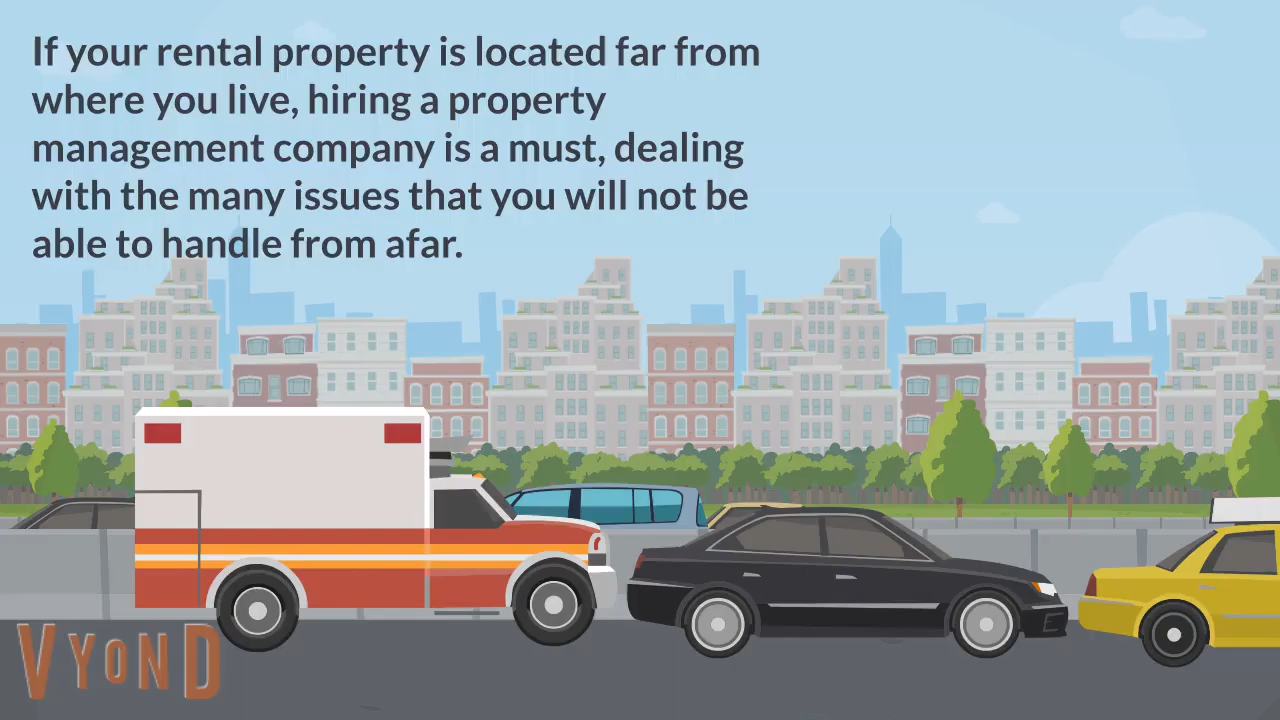 If your rental property is located far from
where you live, hiring a property
management company is a must, dealing
with the many issues that you will not be
able to handle from afar.
VYOND